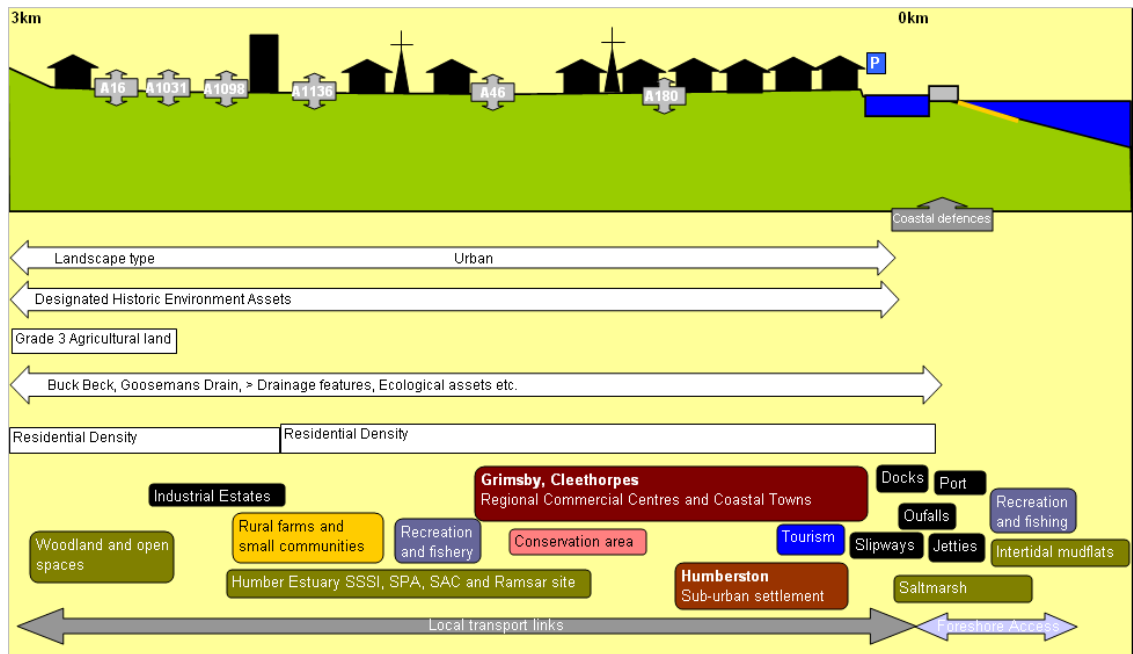 3km
0km
P
A16
A1031
A1098
A1136
A46
A180
Coastal defences
Landscape type
Urban
Designated Historic Environment Assets
Grade 3 Agricultural land
Buck Beck, Goosemans Drain, > Drainage features, Ecological assets etc.
Residential Density
Residential Density
Grimsby, Cleethorpes
Regional Commercial Centres and Coastal Towns
Docks
Port
Industrial Estates
Recreation
and fishing
Oufalls
Rural farms and
small communities
Recreation
and fishery
Conservation area
Tourism
Slipways
Jetties
Woodland and open
spaces
Intertidal mudflats
Humber Estuary SSSI, SPA, SAC and Ramsar site
Humberston
Sub-urban settlement
Saltmarsh
Local transport links
Foreshore Access